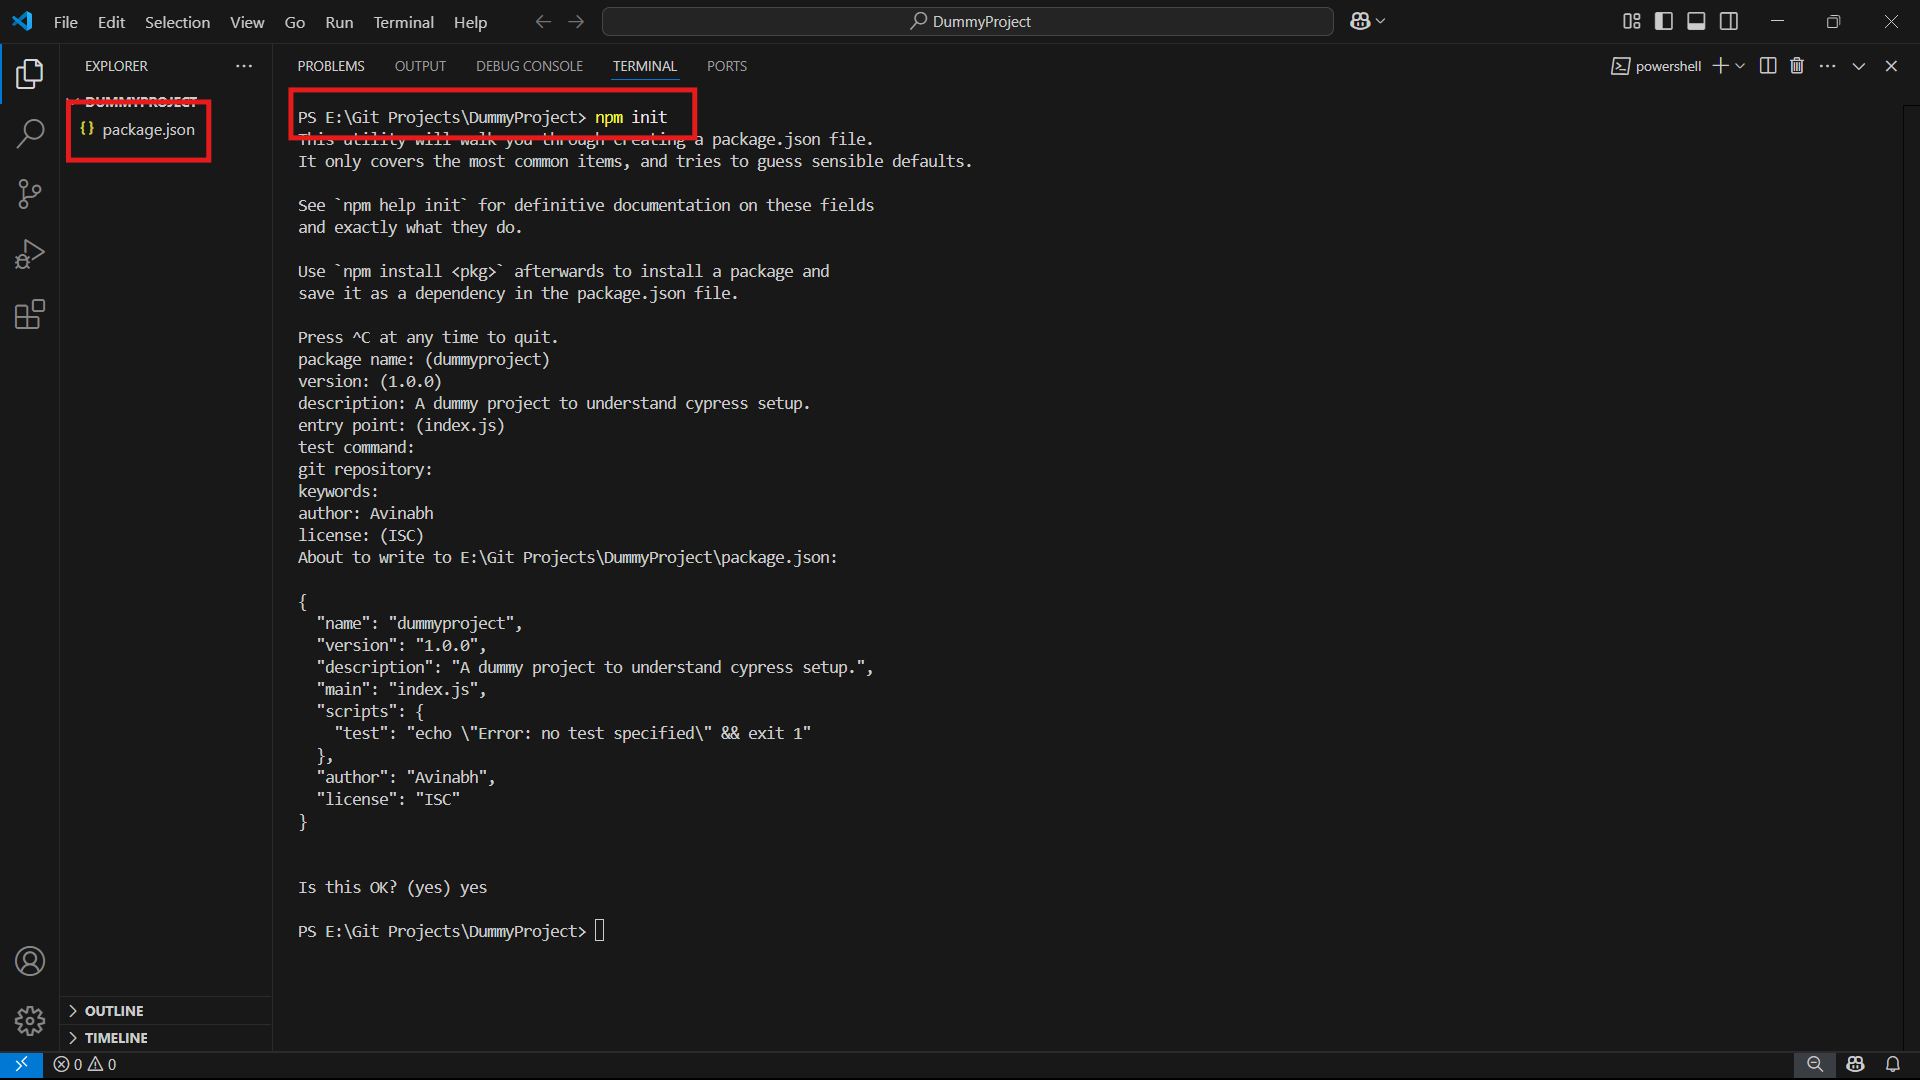 File Edit Selection View Go Run Terminal Help
DummyProject
EXPLORER
PROBLEMS OUTPUT DEBUG CONSOLE TERMINAL PORTS
powershell
DUMMYPROJECT
{} package.json
PS E:\Git Projects\DummyProject> npm init
This utility will walk you through creating a package.json file.
It only covers the most common items, and tries to guess sensible defaults.
See `npm help init` for definitive documentation on these fields
and exactly what they do.
Use `npm install <pkg>` afterwards to install a package and
save it as a dependency in the package.json file.
Press ^C at any time to quit.
package name: (dummyproject)
version: (1.0.0)
description: A dummy project to understand cypress setup.
entry point: (index.js)
test command:
git repository:
keywords:
author: Avinabh
license: (ISC)
About to write to E:\Git Projects\DummyProject\package.json:
{
  "name": "dummyproject",
  "version": "1.0.0",
  "description": "A dummy project to understand cypress setup.",
  "main": "index.js",
  "scripts": {
    "test": "echo \"Error: no test specified\" && exit 1"
  },
  "author": "Avinabh",
  "license": "ISC"
}
Is this OK? (yes) yes
PS E:\Git Projects\DummyProject>
OUTLINE
TIMELINE
0 0